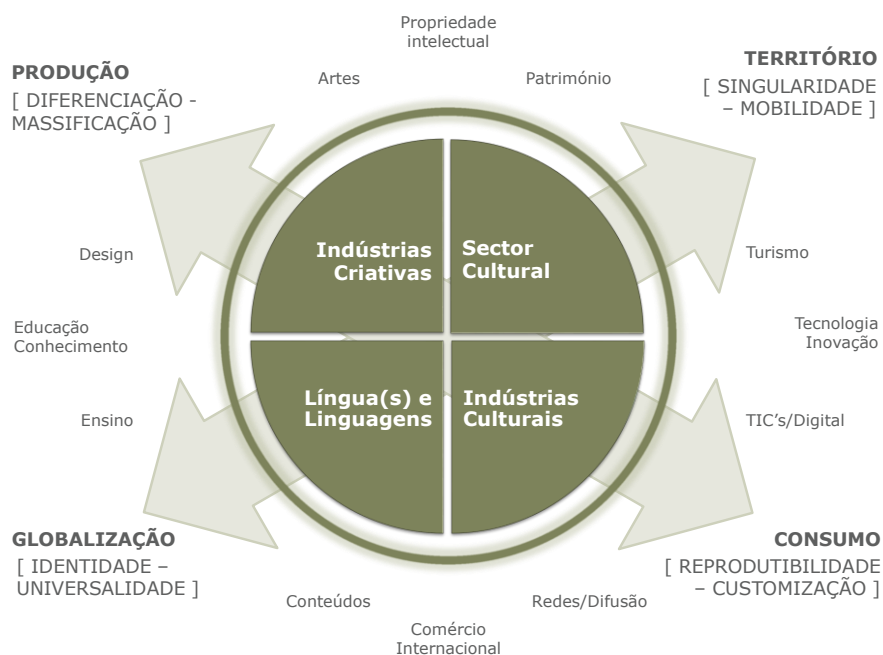 Propriedade
intelectual
PRODUÇÃO
[ DIFERENCIAÇÃO -
MASSIFICAÇÃO ]
Artes
Património
TERRITÓRIO
[ SINGULARIDADE
– MOBILIDADE ]
Design
Indústrias
Criativas
Sector
Cultural
Turismo
Educação
Conhecimento
Tecnologia
Inovação
Ensino
Língua(s) e
Linguagens
Indústrias
Culturais
TIC’s/Digital
GLOBALIZAÇÃO
[ IDENTIDADE –
UNIVERSALIDADE ]
CONSUMO
[ REPRODUTIBILIDADE
– CUSTOMIZAÇÃO ]
Conteúdos
Redes/Difusão
Comércio
Internacional